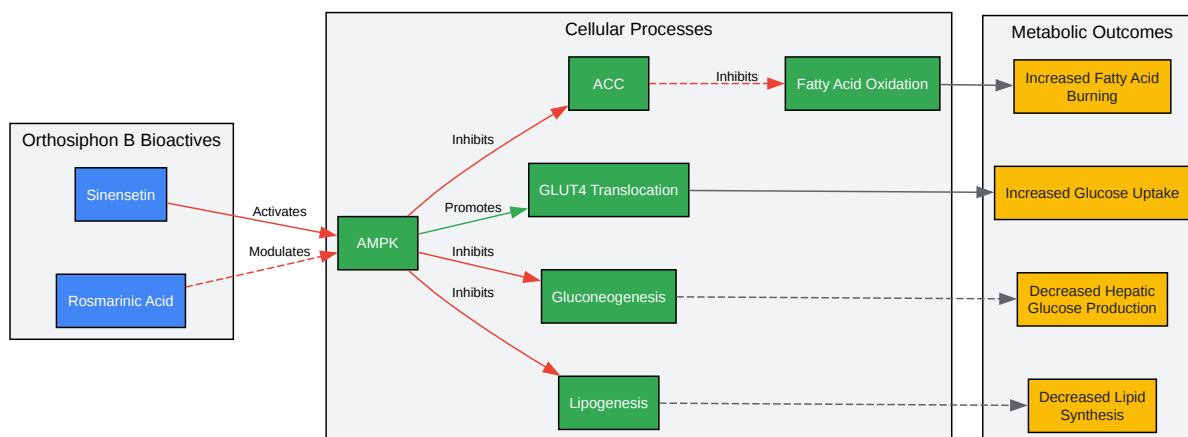 Orthosiphon B Bioactives
Sinensetin
Rosmarinic Acid
Activates
Modulates
Cellular Processes
AMPK
Inhibits
Promotes
Inhibits
Inhibits
ACC
Inhibits
Fatty Acid Oxidation
GLUT4 Translocation
Gluconeogenesis
Lipogenesis
Metabolic Outcomes
Increased Fatty Acid
Burning
Increased Glucose Uptake
Decreased Hepatic
Glucose Production
Decreased Lipid
Synthesis